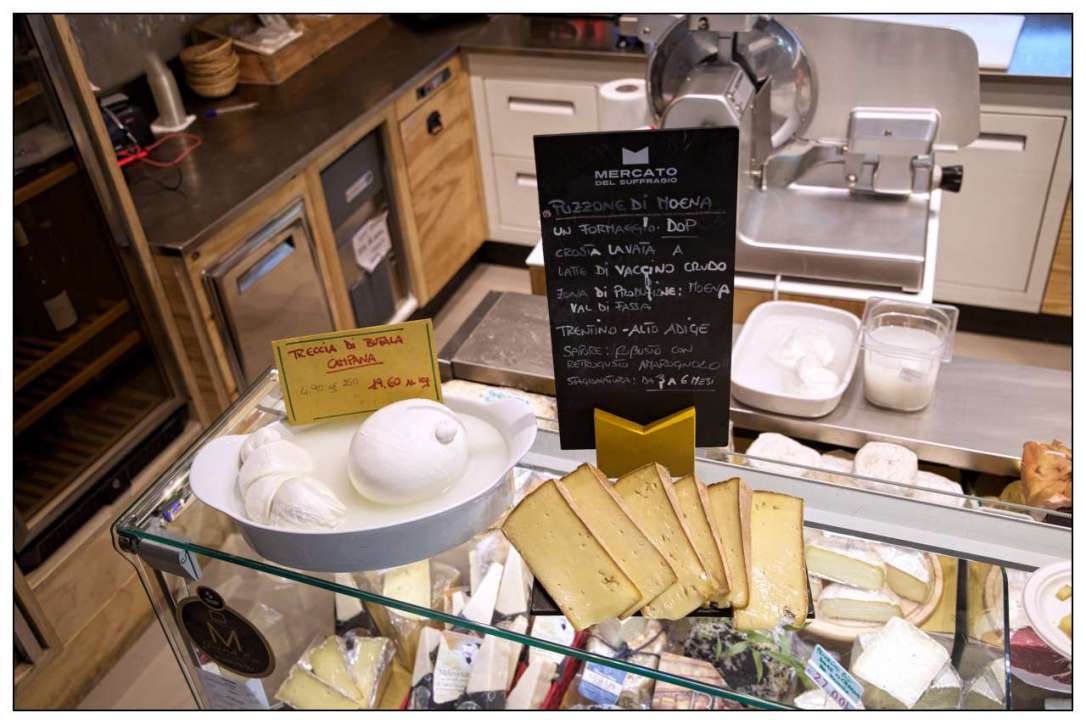 MERCATO
DEL SUFFRAGIO
PUZZONE DI MOENA
UN FORMAGGIO DOP
CROSTA LAVATA A
LATTE DI VACCINO CRUDO
ZONA DI PRODUZIONE: MOENA
VAL DI FASSA
TRENTINO-ALTO ADIGE
SAPORE: ROBUSTO CON
RETROGUSTO AMAROGNOLO
STAGIONATURA: DA 3 A 6 MESI
TRECCIA DI BUFALA
CAMPANA
4,90 x 250 19,60 AL KG
M